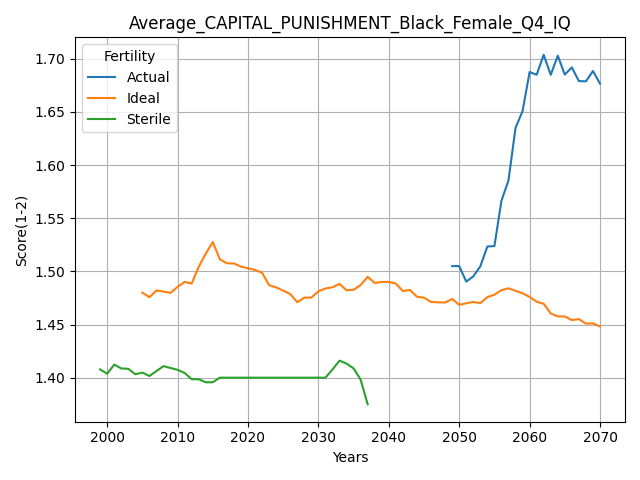 Average_CAPITAL_PUNISHMENT_Black_Female_Q4_IQ
Fertility
Actual
Ideal
Sterile
Score(1-2)
1.70
1.65
1.60
1.55
1.50
1.45
1.40
2000 2010 2020 2030 2040 2050 2060 2070
Years